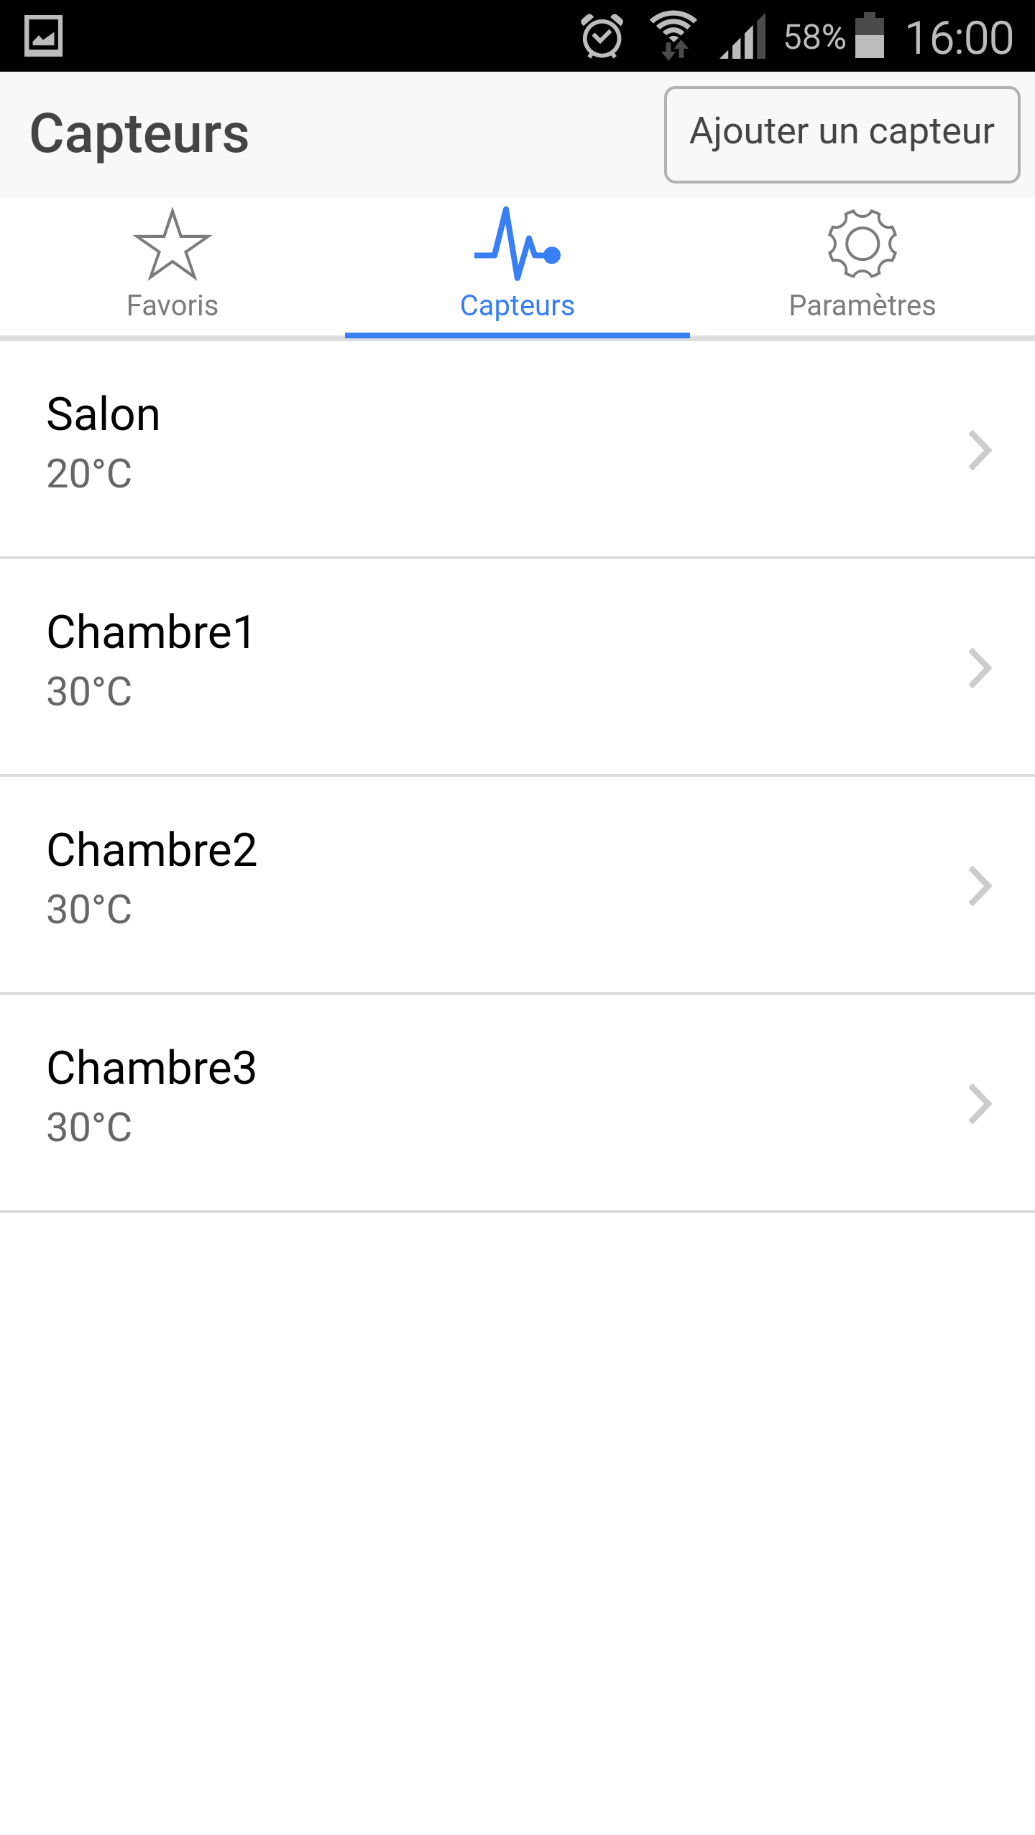 58% 16:00
Capteurs
Ajouter un capteur
Favoris
Capteurs
Paramètres
Salon
20°C
Chambre1
30°C
Chambre2
30°C
Chambre3
30°C